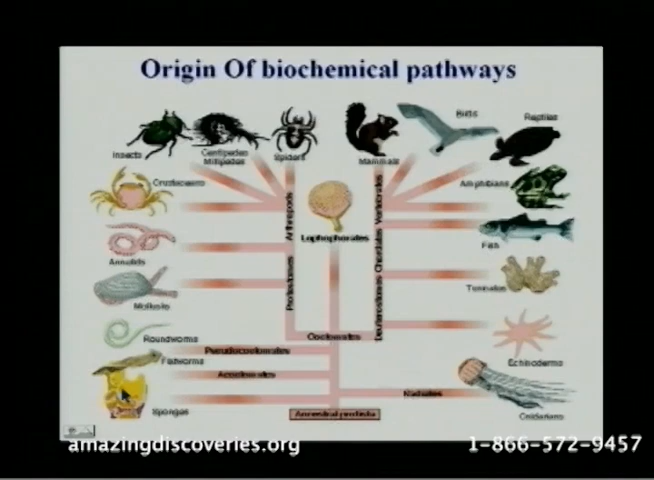 Origin Of biochemical pathways
Birds
Reptiles
Insects
Centipedes
Millipedes
Spiders
Mammals
Crustaceans
Amphibians
Arthropods
Vertebrates
Lophophorates
Fish
Annelids
Chordates
Tunicates
Mollusks
Protostomes
Deuterostomes
Roundworms
Coelomates
Pseudocoelomates
Flatworms
Echinoderms
Acoelomates
Radiates
Sponges
Ancestral protista
Cnidarians
amazingdiscoveries.org
1-866-572-9457